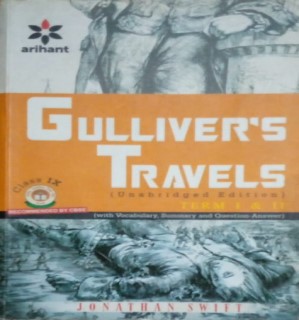 arihant
GULLIVER'S
TRAVELS
(Unabridged Edition)
TERM I & II
(with Vocabulary, Summary and Question-Answer)
Class IX
RECOMMENDED BY CBSE
JONATHAN SWIFT